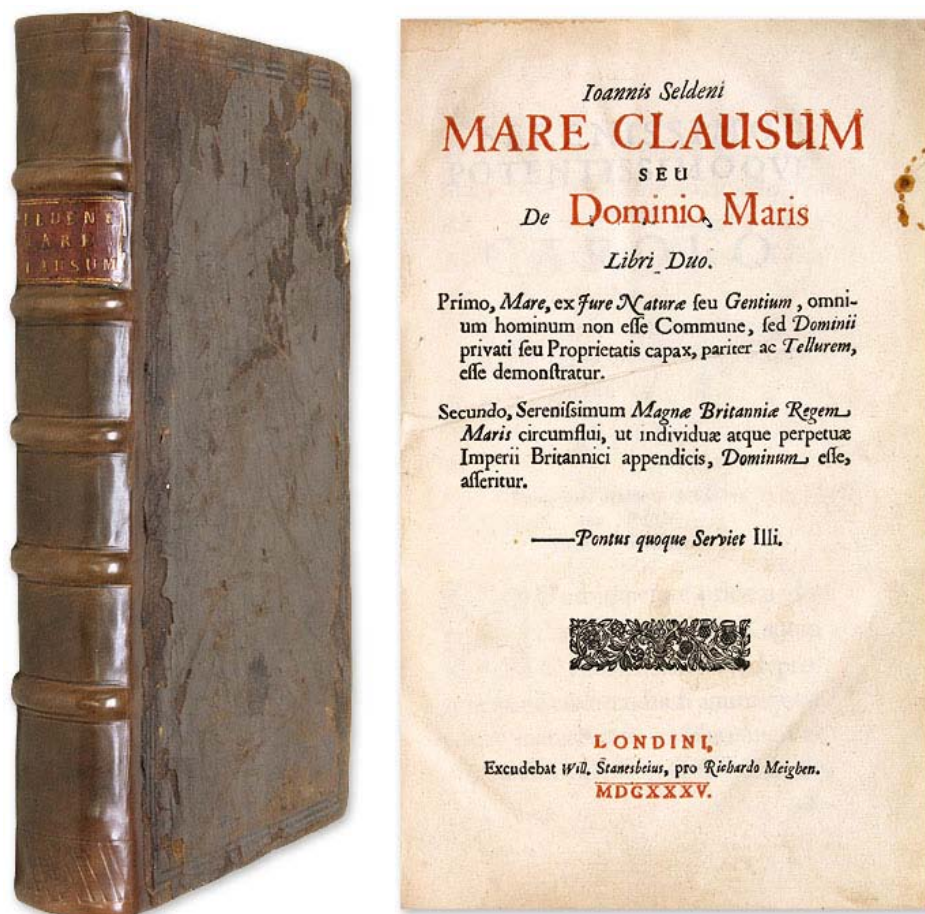 ELDENI
MARE
LAUSUM
Ioannis Seldeni
MARE CLAUSUM
SEU
De Dominio Maris
Libri Duo.
Primo, Mare, ex Jure Naturæ ſeu Gentium, omni-
um hominum non eſſe Commune, ſed Dominii
privati ſeu Proprietatis capax, pariter ac Tellurem,
eſſe demonſtratur.
Secundo, Sereniſsimum Magnæ Britanniæ Regem
Maris circumflui, ut individuæ atque perpetuæ
Imperii Britannici appendicis, Dominum eſſe,
aſſeritur.
——Pontus quoque Serviet Illi.
LONDINI,
Excudebat Will. Stanesbeius, pro Richardo Meighen.
MDCXXXV.